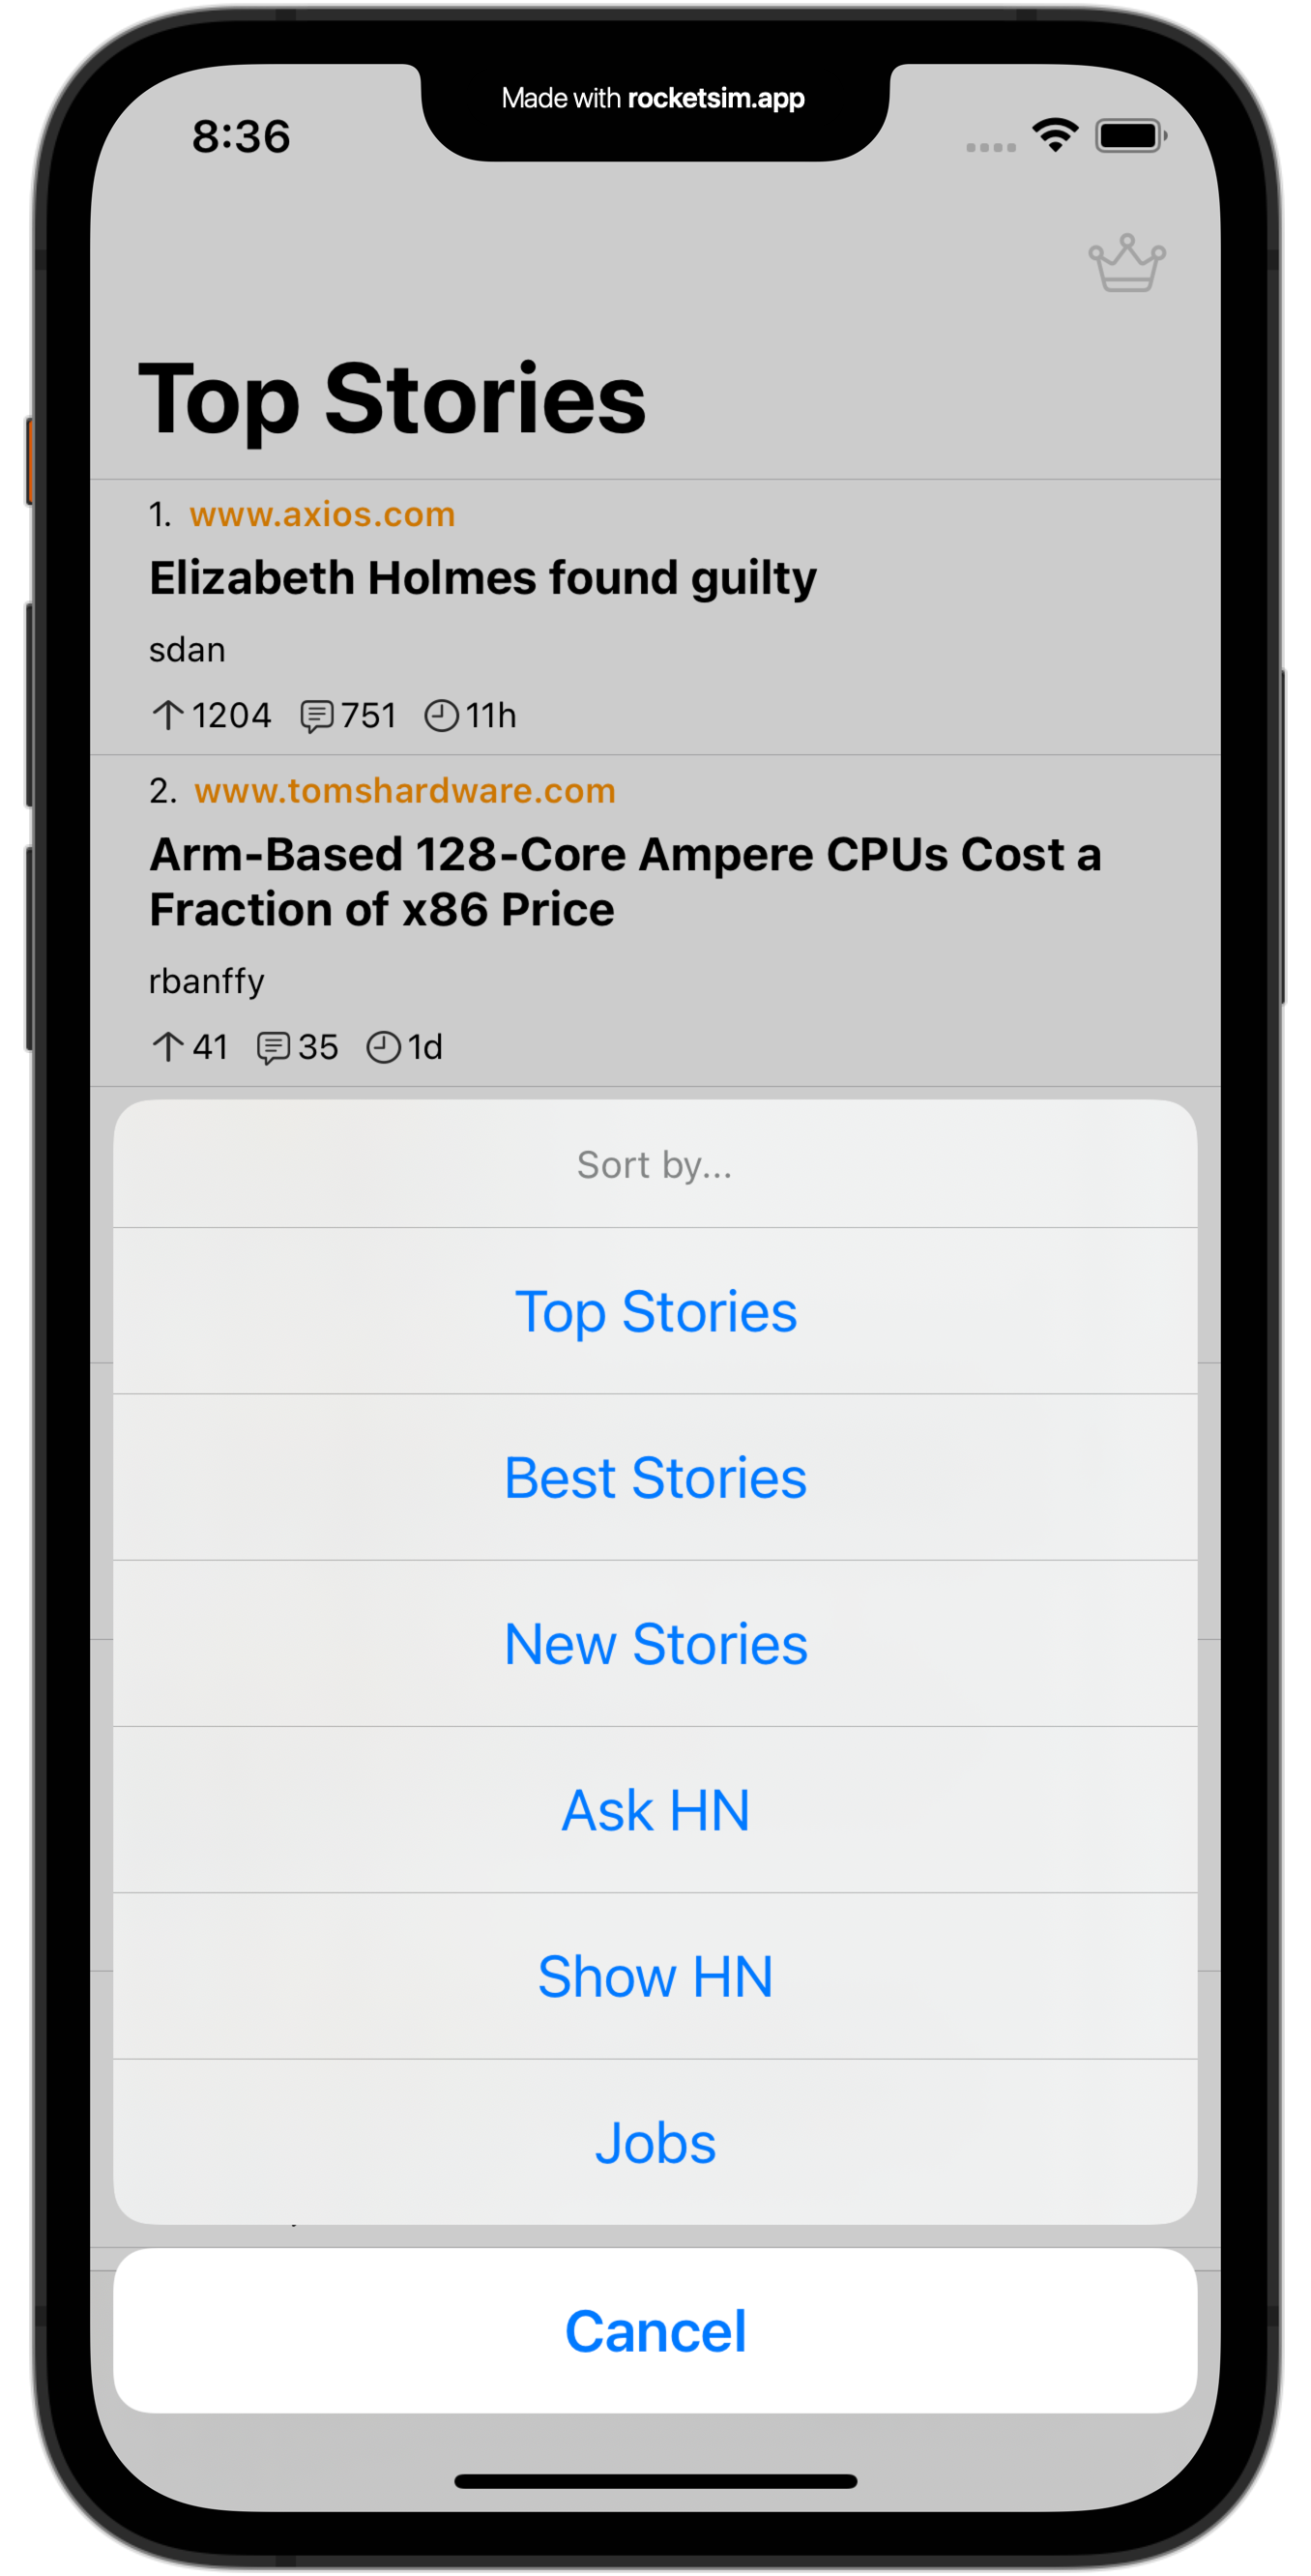 Made with rocketsim.app
8:36
Top Stories
1. www.axios.com
Elizabeth Holmes found guilty
sdan
1204 751 11h
2. www.tomshardware.com
Arm-Based 128-Core Ampere CPUs Cost a
Fraction of x86 Price
rbanffy
41 35 1d
Sort by...
Top Stories
Best Stories
New Stories
Ask HN
Show HN
Jobs
Cancel